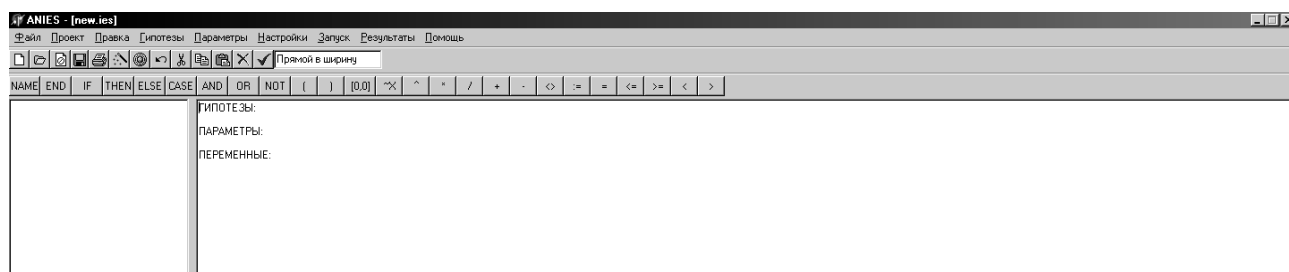 ANIES - [new.ies]
Файл Проект Правка Гипотезы Параметры Настройки Запуск Результаты Помощь
Прямой в ширину
NAME END IF THEN ELSE CASE AND OR NOT ( ) [0,0] ~X ^ * / + - <> := = <= >= < >
ГИПОТЕЗЫ:
ПАРАМЕТРЫ:
ПЕРЕМЕННЫЕ: